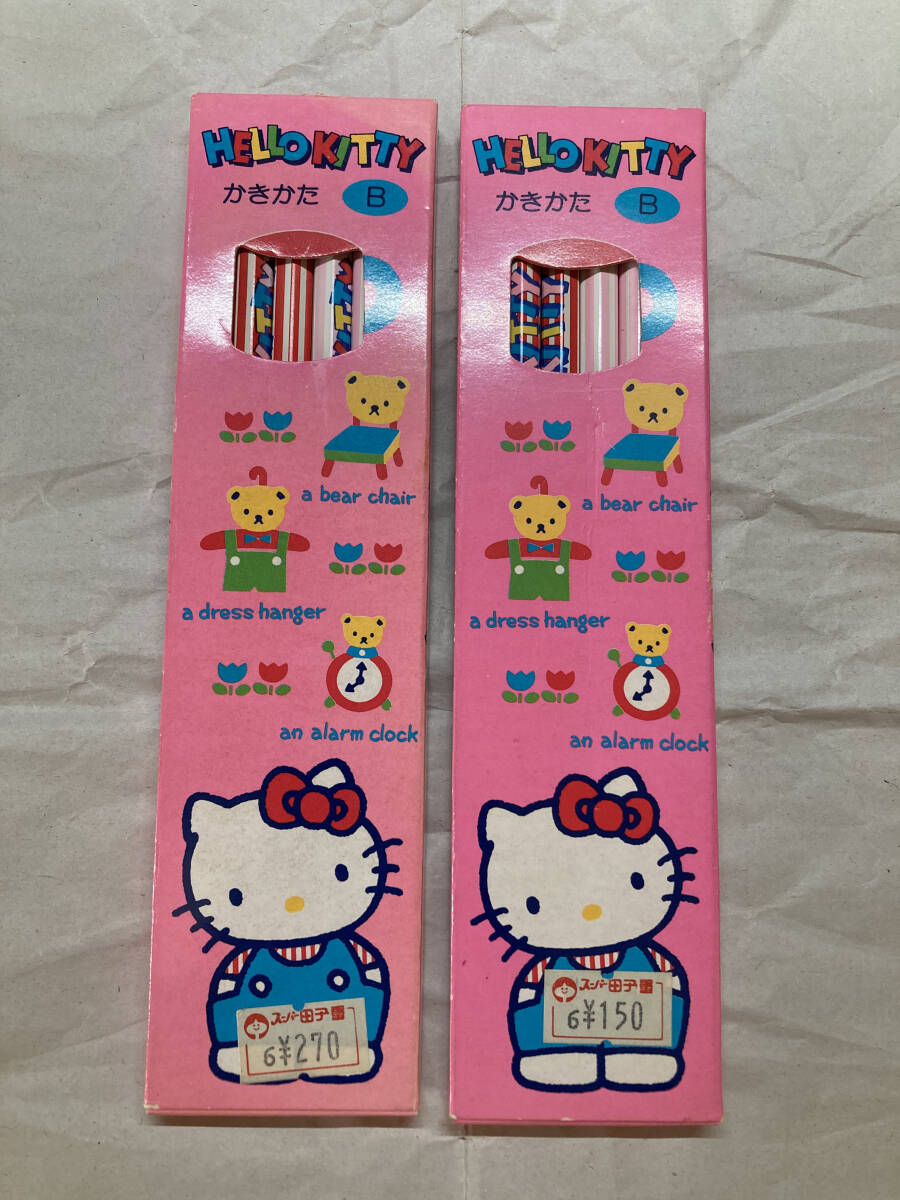 HELLO KITTY
かきかた B
a bear chair
a dress hanger
an alarm clock
スーパー田子重
6¥270
HELLO KITTY
かきかた B
a bear chair
a dress hanger
an alarm clock
スーパー田子重
6¥150